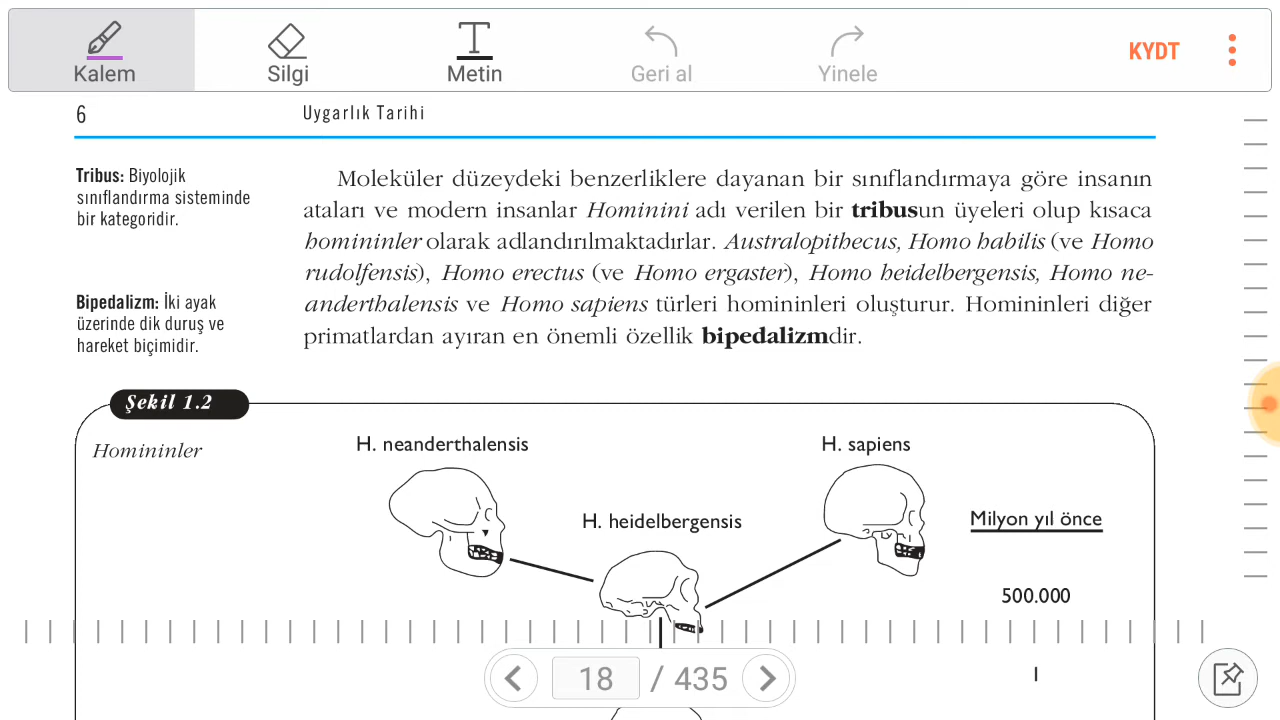 Kalem
Silgi
Metin
Geri al
Yinele
KYDT
6
Uygarlık Tarihi
Tribus: Biyolojik
sınıflandırma sisteminde
bir kategoridir.
Bipedalizm: İki ayak
üzerinde dik duruş ve
hareket biçimidir.
Moleküler düzeydeki benzerliklere dayanan bir sınıflandırmaya göre insanın
ataları ve modern insanlar Hominini adı verilen bir tribusun üyeleri olup kısaca
homininler olarak adlandırılmaktadırlar. Australopithecus, Homo habilis (ve Homo
rudolfensis), Homo erectus (ve Homo ergaster), Homo heidelbergensis, Homo ne-
anderthalensis ve Homo sapiens türleri homininleri oluşturur. Homininleri diğer
primatlardan ayıran en önemli özellik bipedalizmdir.
Şekil 1.2
Homininler
H. neanderthalensis
H. sapiens
H. heidelbergensis
Milyon yıl önce
500.000
1
18 / 435